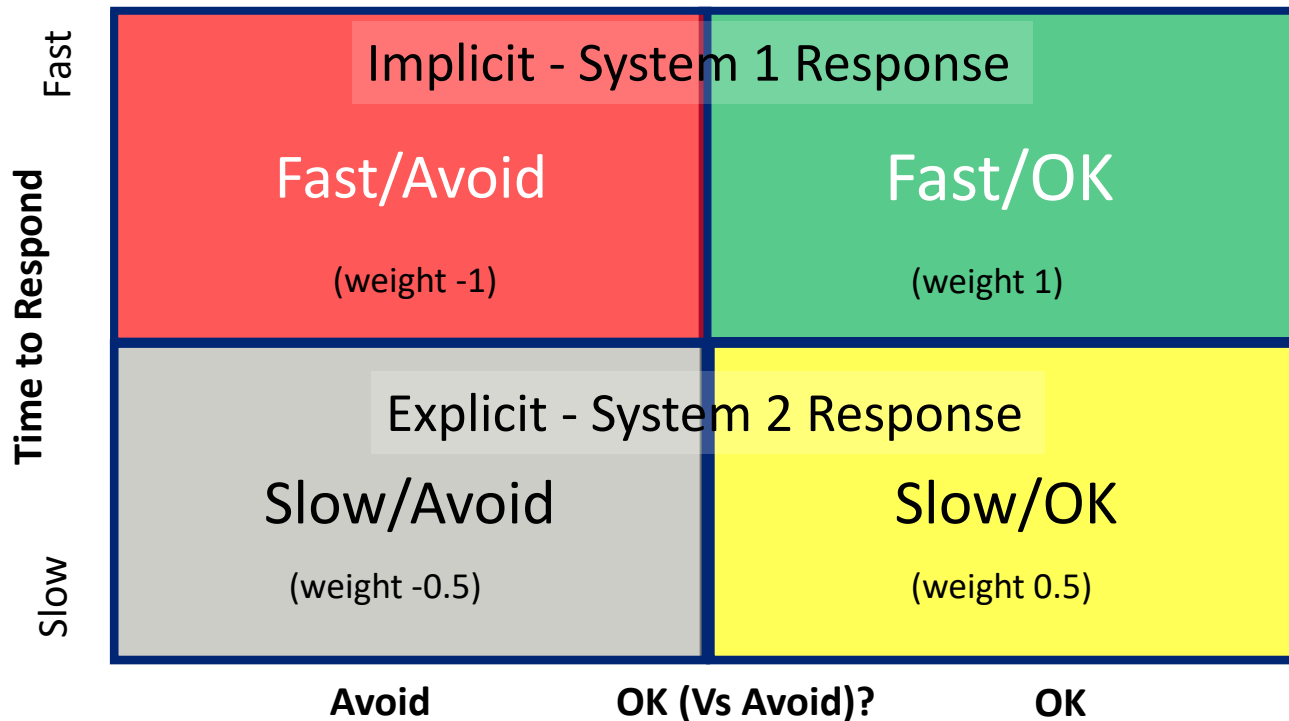 Fast
Implicit - System 1 Response
Fast/Avoid
Fast/OK
(weight -1)
(weight 1)
Time to Respond
Explicit - System 2 Response
Slow/Avoid
Slow/OK
(weight -0.5)
(weight 0.5)
Slow
Avoid
OK (Vs Avoid)?
OK